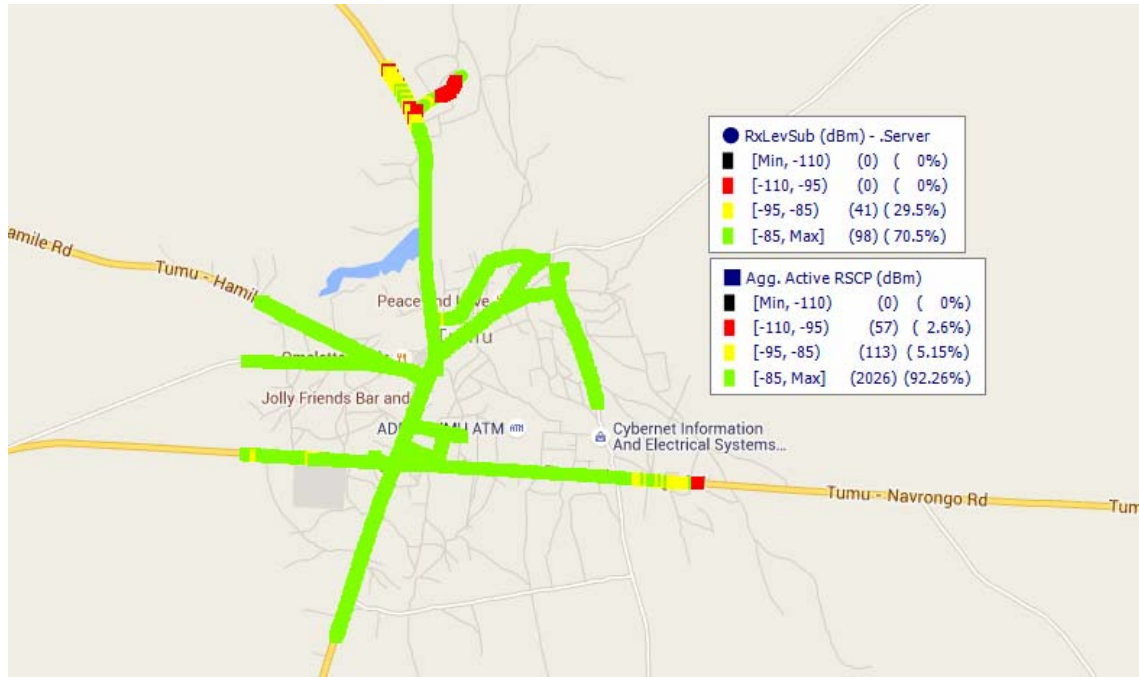 RxLevSub (dBm) - .Server
[Min, -110) (0) ( 0%)
[-110, -95) (0) ( 0%)
[-95, -85) (41) ( 29.5%)
[-85, Max] (98) ( 70.5%)
Agg. Active RSCP (dBm)
[Min, -110) (0) ( 0%)
[-110, -95) (57) ( 2.6%)
[-95, -85) (113) ( 5.15%)
[-85, Max] (2026) (92.26%)
amile Rd
Tumu - Hamil
Peace and Love
Jolly Friends Bar and
ATM
Cybernet Information
And Electrical Systems...
Tumu - Navrongo Rd
Tum